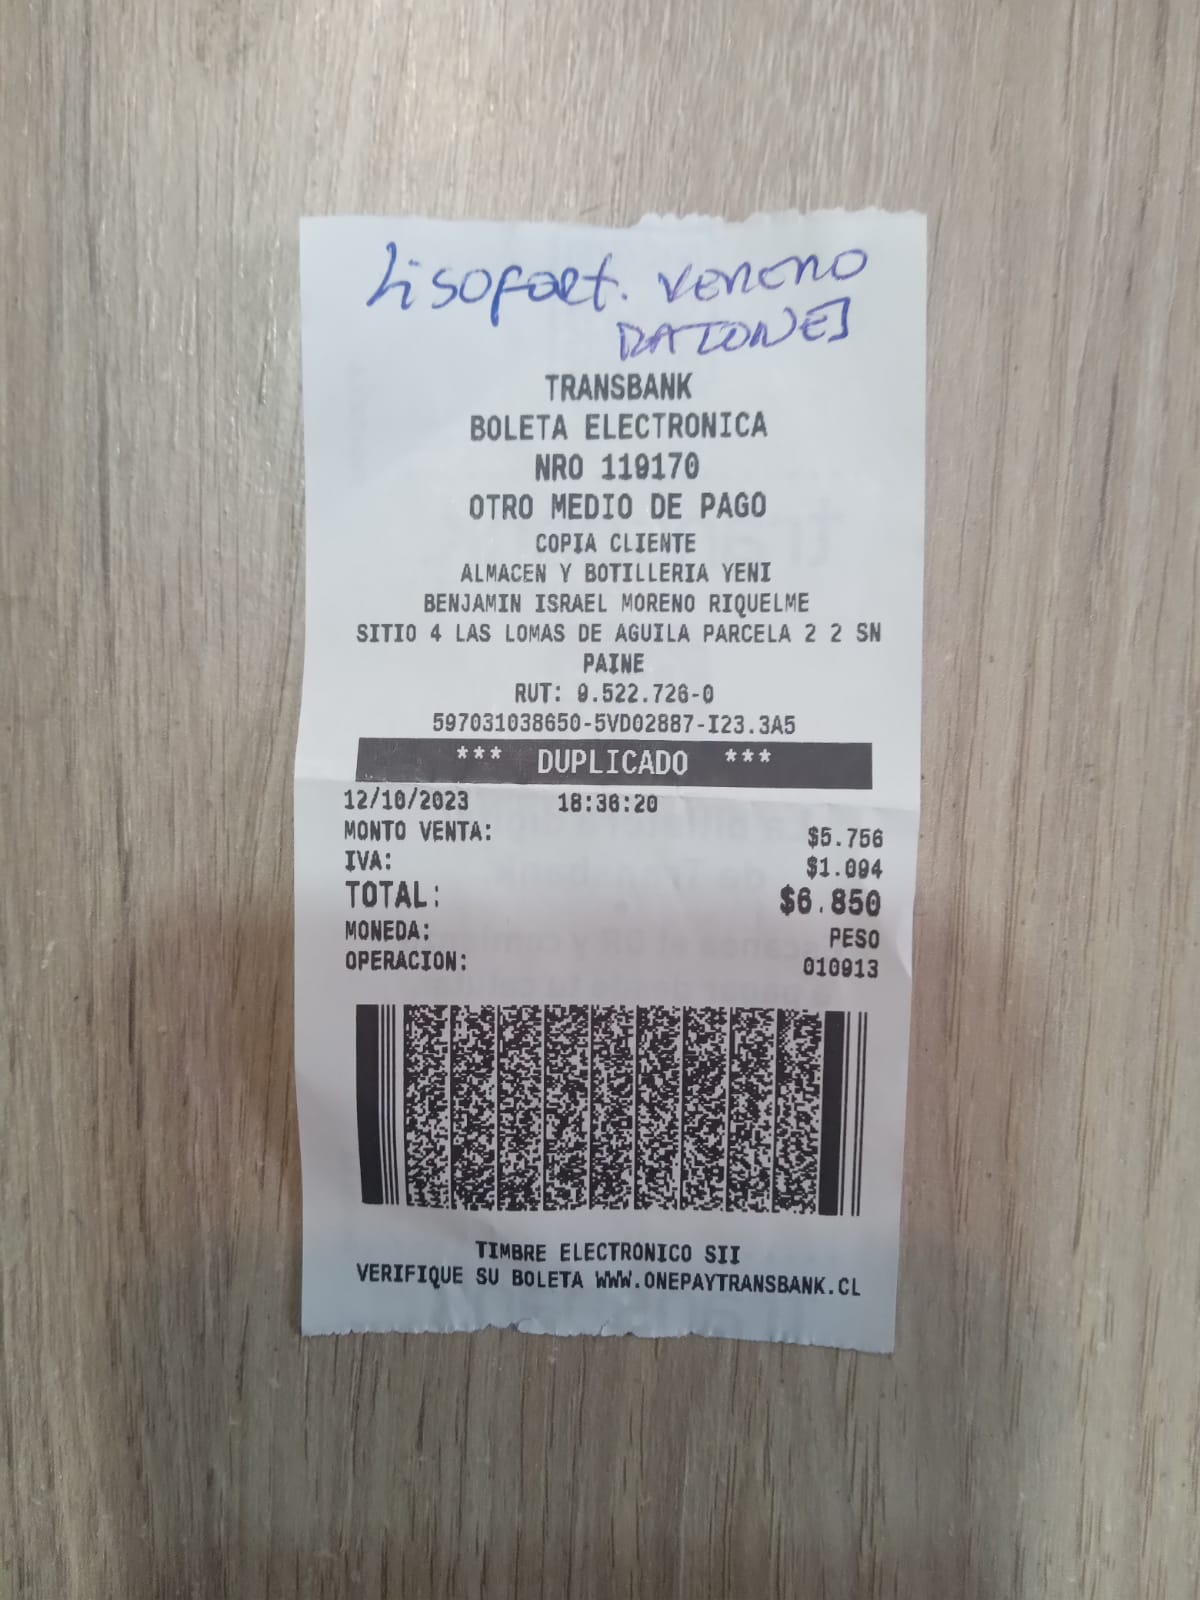 Lisofort. VENENO
RATONES
TRANSBANK
BOLETA ELECTRONICA
NRO 119170
OTRO MEDIO DE PAGO
COPIA CLIENTE
ALMACEN Y BOTILLERIA YENI
BENJAMIN ISRAEL MORENO RIQUELME
SITIO 4 LAS LOMAS DE AGUILA PARCELA 2 2 SN
PAINE
RUT: 9.522.726-0
597031038650-5VD02887-I23.3A5
*** DUPLICADO ***
12/10/2023 18:36:20
MONTO VENTA: $5.756
IVA: $1.094
TOTAL: $6.850
MONEDA: PESO
OPERACION: 010913
TIMBRE ELECTRONICO SII
VERIFIQUE SU BOLETA WWW.ONEPAYTRANSBANK.CL